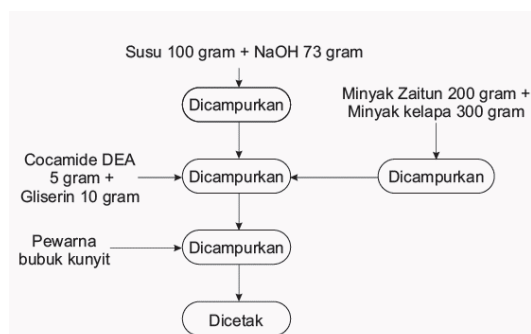 Susu 100 gram + NaOH 73 gram
Minyak Zaitun 200 gram +
Minyak kelapa 300 gram
Dicampurkan
Cocamide DEA
5 gram +
Gliserin 10 gram
Dicampurkan
Dicampurkan
Pewarna
bubuk kunyit
Dicampurkan
Dicetak